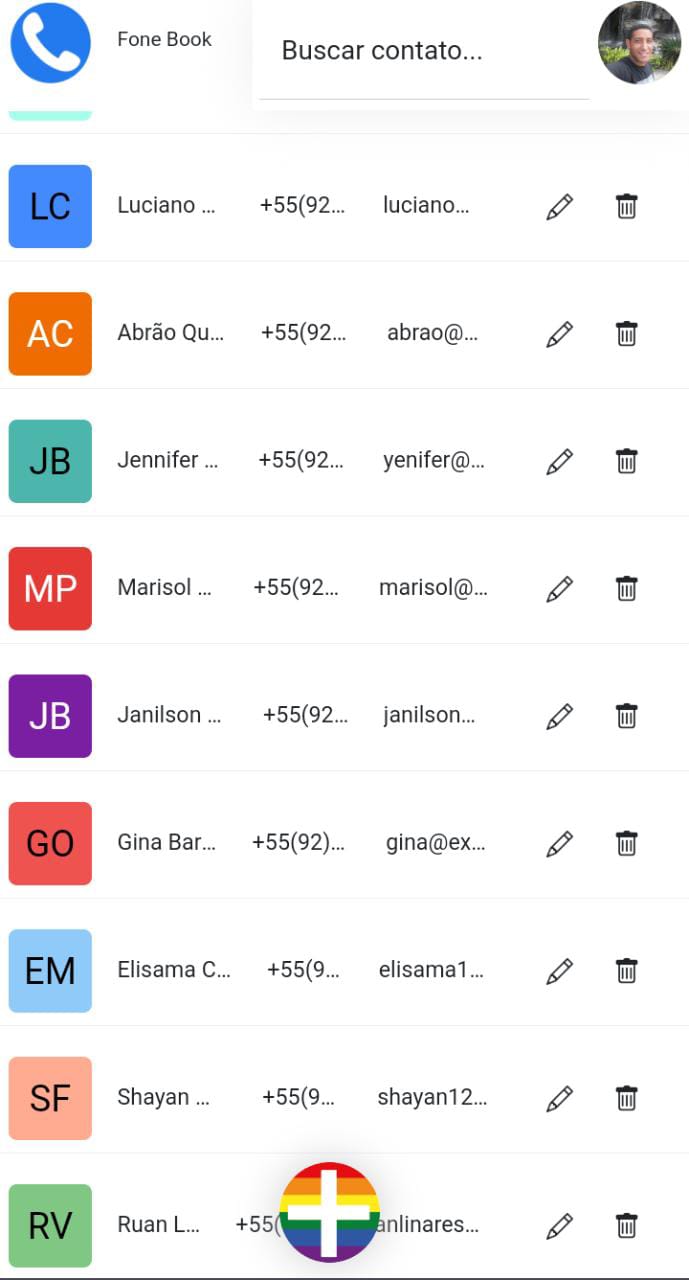 Fone Book
Buscar contato...
LC Luciano ... +55(92... luciano...
AC Abrão Qu... +55(92... abrao@...
JB Jennifer ... +55(92... yenifer@...
MP Marisol ... +55(92... marisol@...
JB Janilson ... +55(92... janilson...
GO Gina Bar... +55(92)... gina@ex...
EM Elisama C... +55(9... elisama1...
SF Shayan ... +55(9... shayan12...
RV Ruan L... +55( anlinares...